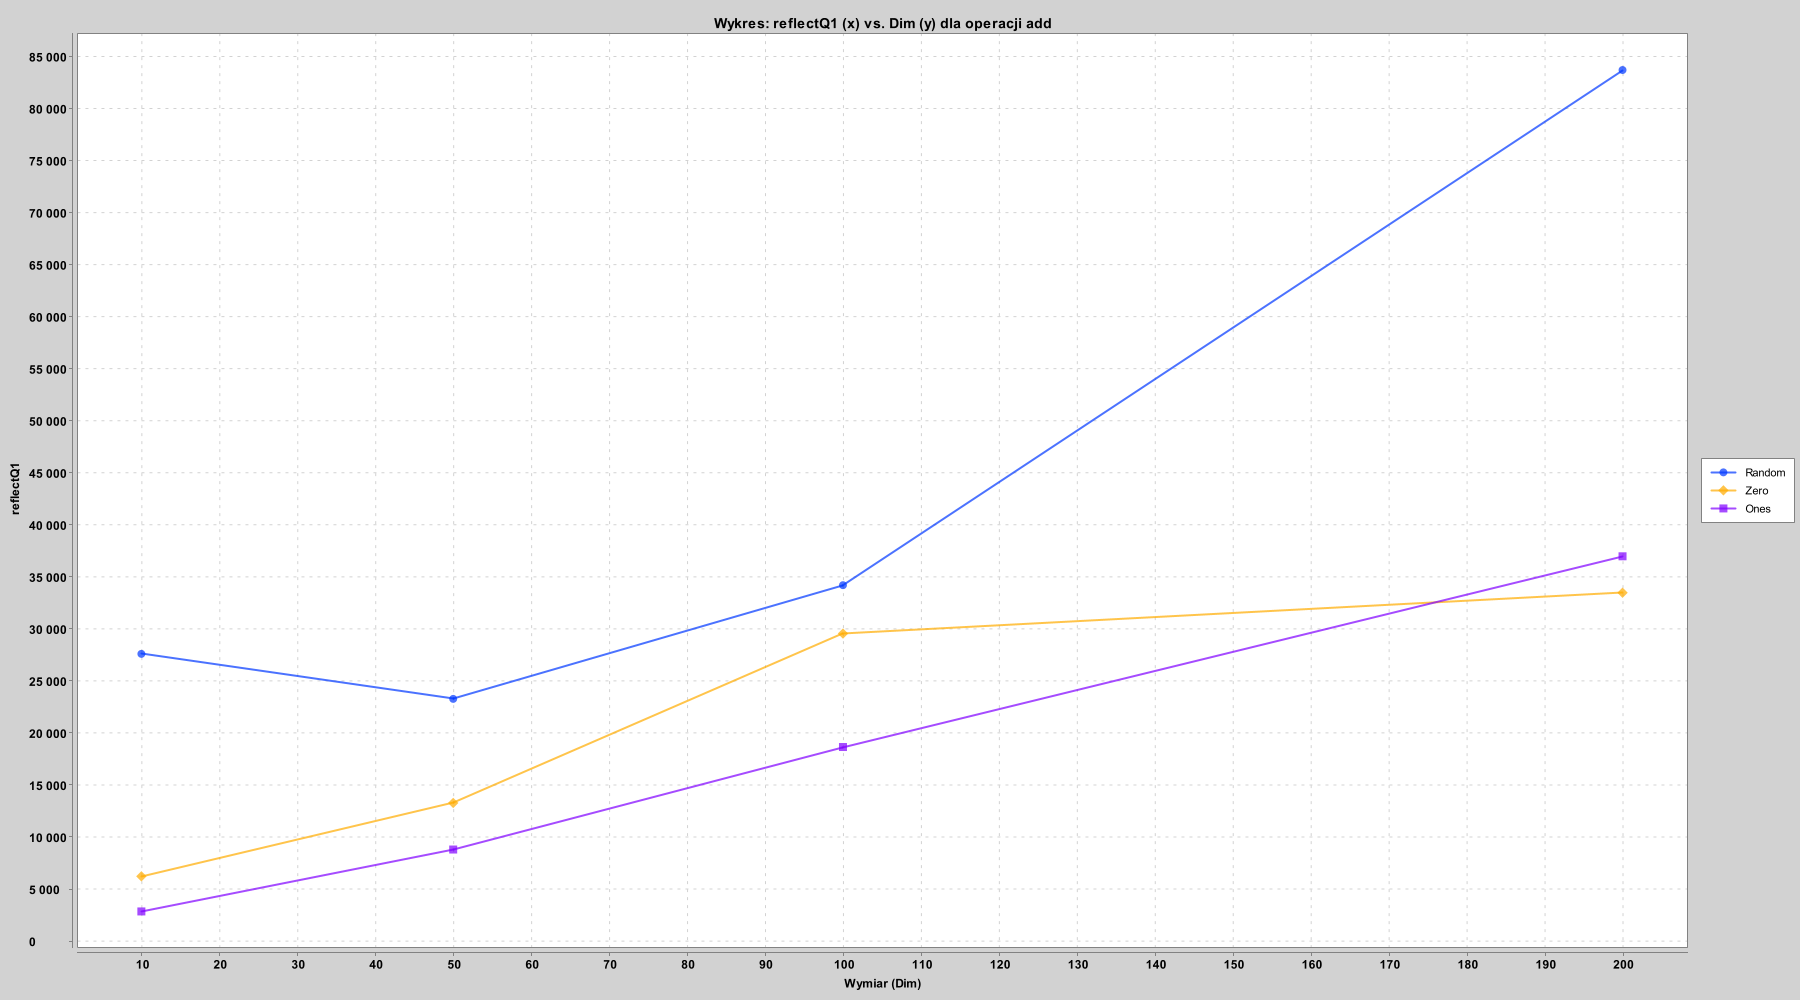 Wykres: reflectQ1 (x) vs. Dim (y) dla operacji add
85 000
80 000
75 000
70 000
65 000
60 000
55 000
50 000
45 000
40 000
35 000
30 000
25 000
20 000
15 000
10 000
5 000
0
reflectQ1
10 20 30 40 50 60 70 80 90 100 110 120 130 140 150 160 170 180 190 200
Wymiar (Dim)
Random
Zero
Ones